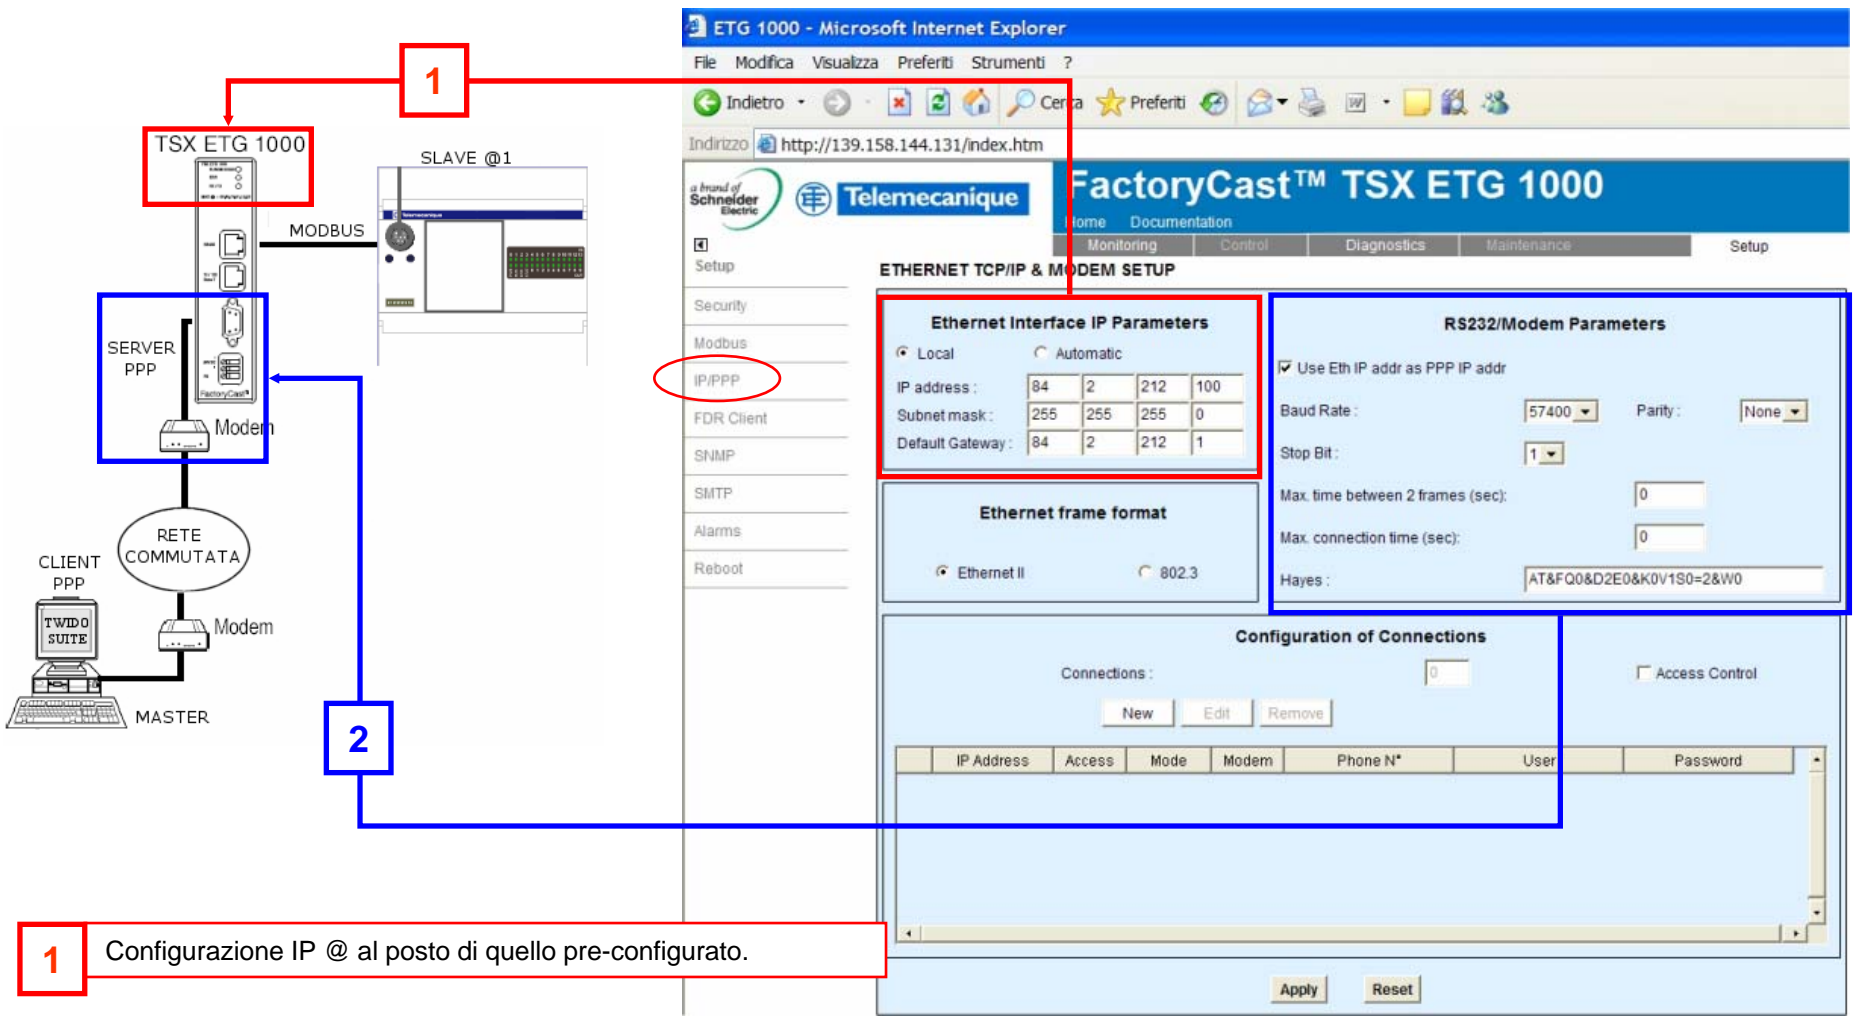 1
TSX ETG 1000
SLAVE @1
MODBUS
SERVER
PPP
FactoryCast
Modem
RETE
COMMUTATA
CLIENT
PPP
TWIDO
SUITE
Modem
MASTER
2
ETG 1000 - Microsoft Internet Explorer
File Modifica Visualizza Preferiti Strumenti ?
Indietro Cerca Preferiti
Indirizzo http://139.158.144.131/index.htm
a brand of
Schneider
Electric
Telemecanique
FactoryCast™ TSX ETG 1000
Home Documentation
Monitoring Control Diagnostics Maintenance Setup
Setup
Security
Modbus
IP/PPP
FDR Client
SNMP
SMTP
Alarms
Reboot
ETHERNET TCP/IP & MODEM SETUP
Ethernet Interface IP Parameters
Local Automatic
IP address : 84 2 212 100
Subnet mask : 255 255 255 0
Default Gateway : 84 2 212 1
Ethernet frame format
Ethernet II 802.3
RS232/Modem Parameters
Use Eth IP addr as PPP IP addr
Baud Rate : 57400 Parity : None
Stop Bit : 1
Max. time between 2 frames (sec): 0
Max. connection time (sec): 0
Hayes : AT&FQ0&D2E0&K0V1S0=2&W0
Configuration of Connections
Connections : 0 Access Control
New Edit Remove
IP Address Access Mode Modem Phone N° User Password
Apply Reset
1 Configurazione IP @ al posto di quello pre-configurato.